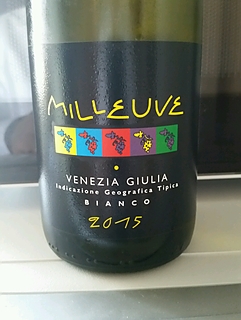 MILLEUVE
VENEZIA GIULIA
Indicazione Geografica Tipica
BIANCO
2015